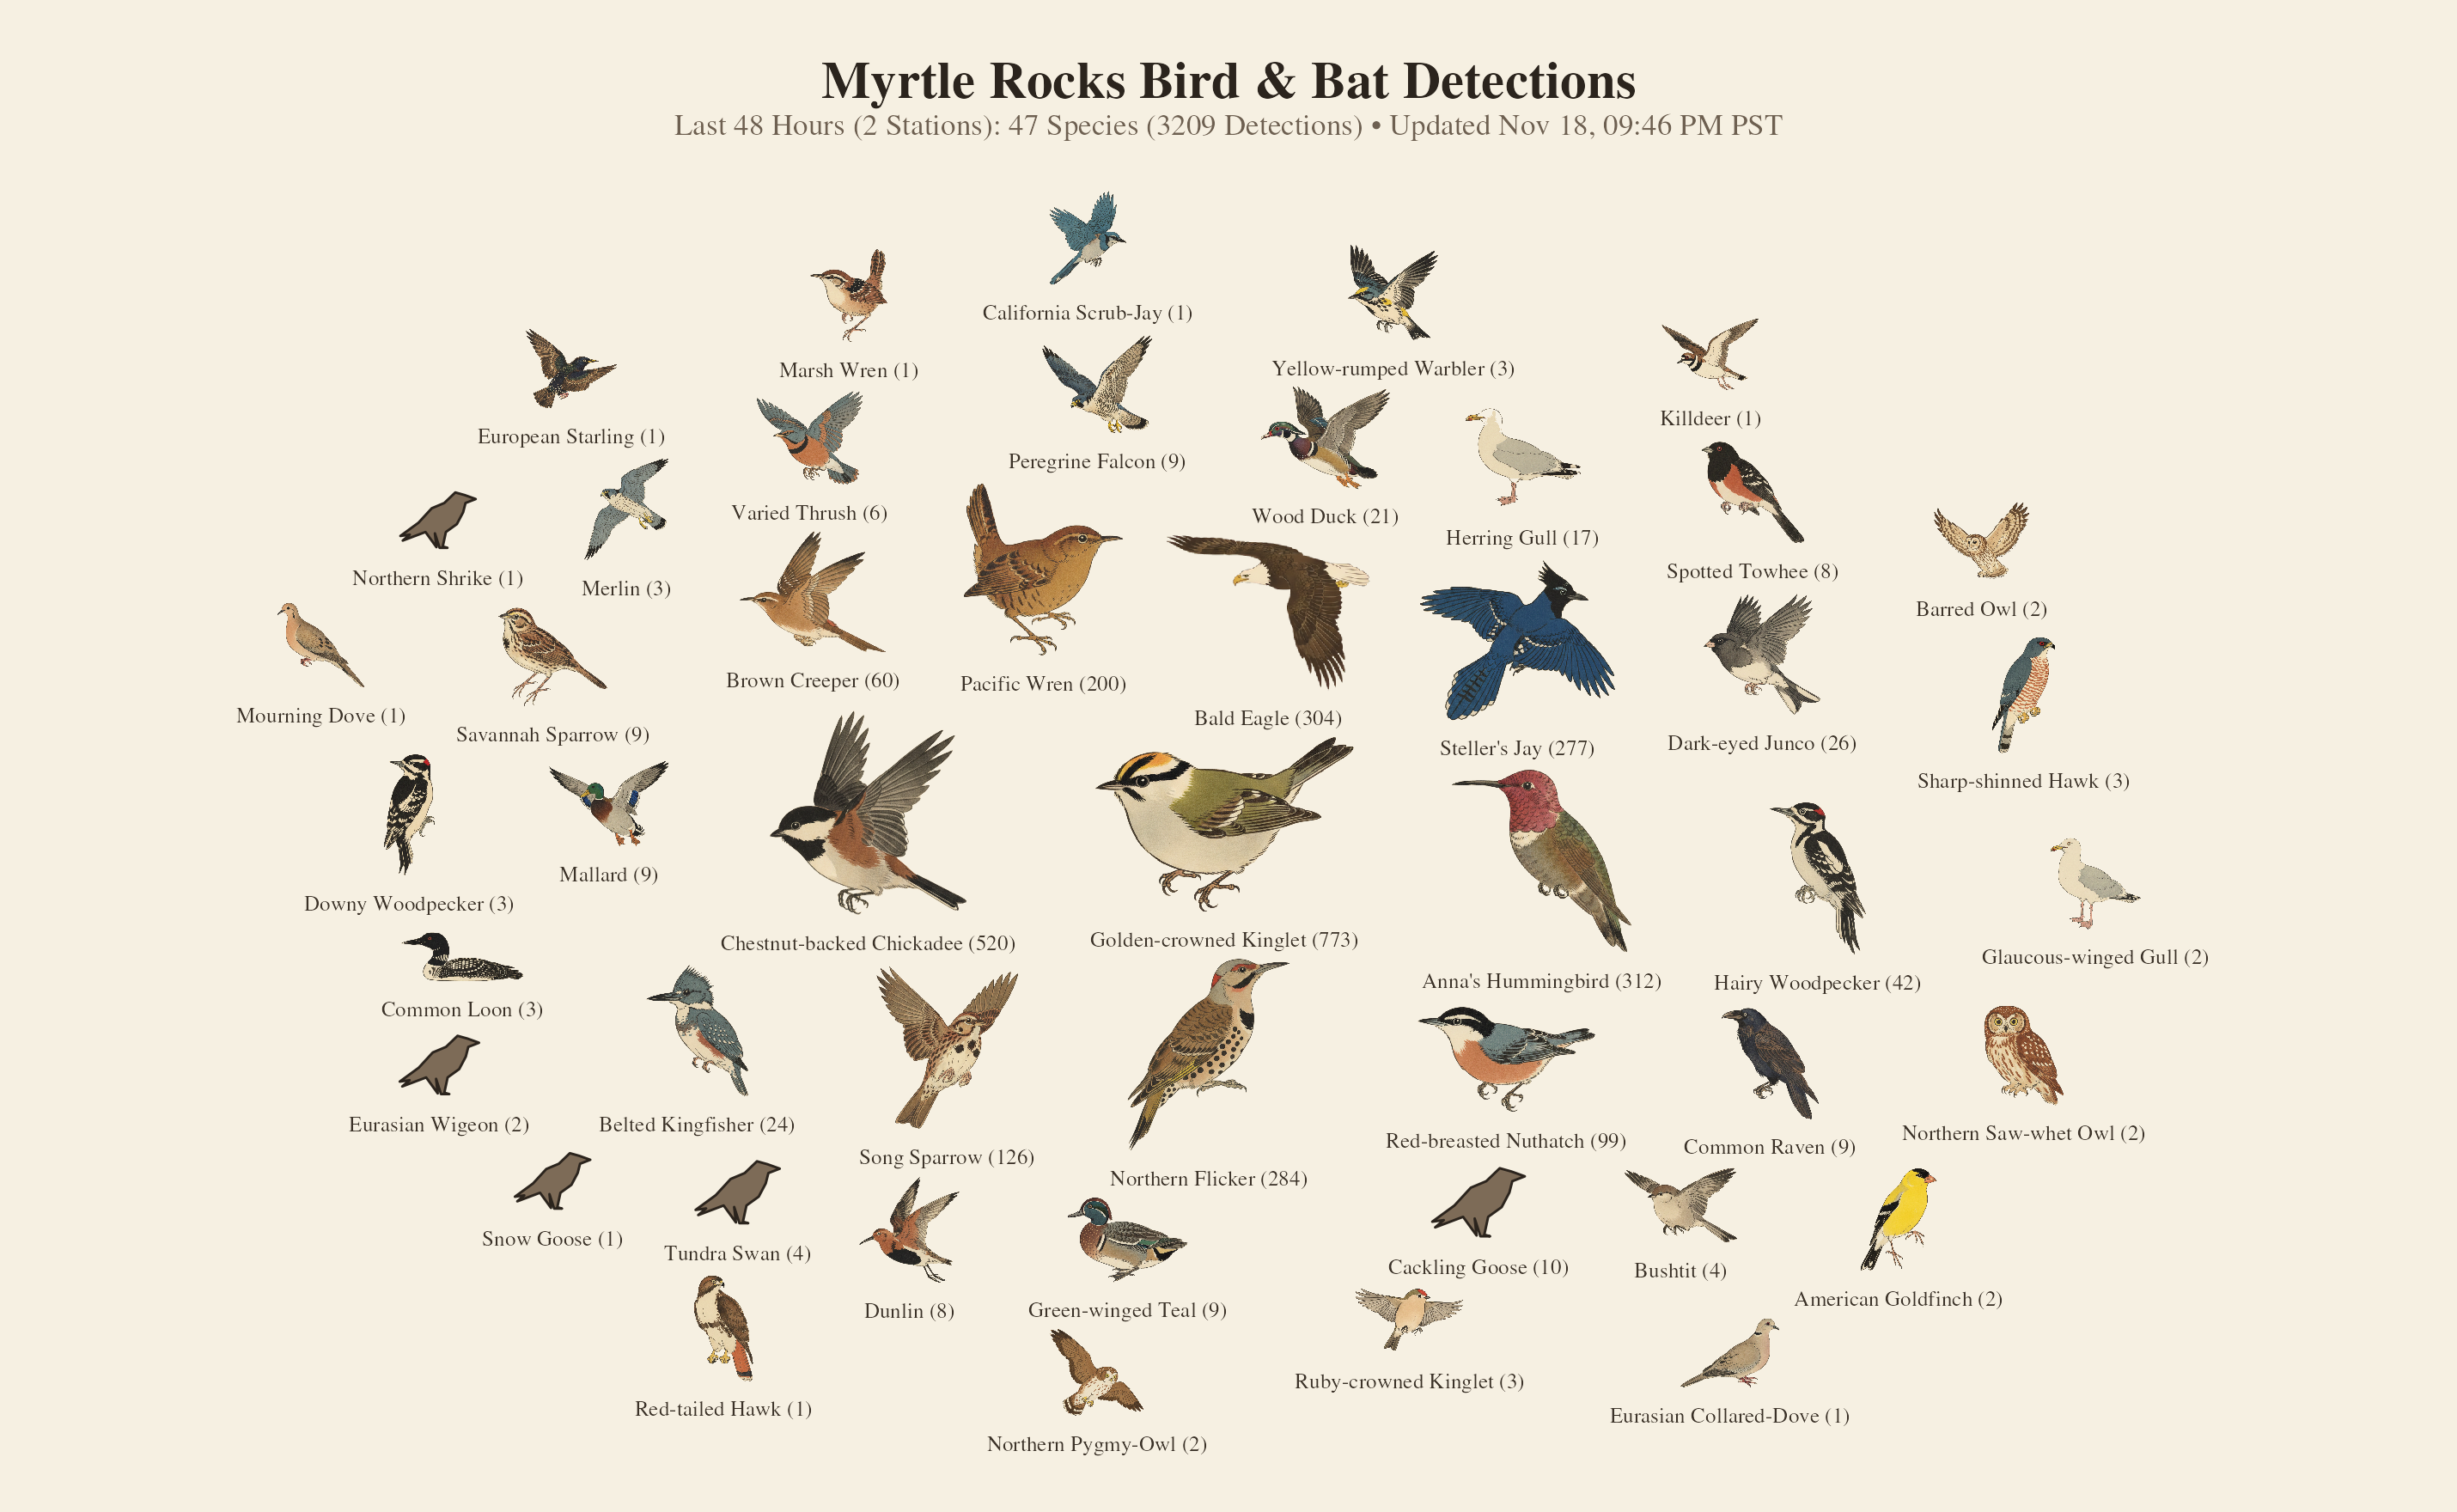 Myrtle Rocks Bird & Bat Detections
Last 48 Hours (2 Stations): 47 Species (3209 Detections) • Updated Nov 18, 09:46 PM PST
California Scrub-Jay (1)
Marsh Wren (1)
Yellow-rumped Warbler (3)
Killdeer (1)
European Starling (1)
Peregrine Falcon (9)
Varied Thrush (6)
Wood Duck (21)
Herring Gull (17)
Spotted Towhee (8)
Northern Shrike (1)
Merlin (3)
Barred Owl (2)
Brown Creeper (60)
Pacific Wren (200)
Mourning Dove (1)
Bald Eagle (304)
Savannah Sparrow (9)
Steller's Jay (277)
Dark-eyed Junco (26)
Sharp-shinned Hawk (3)
Mallard (9)
Downy Woodpecker (3)
Chestnut-backed Chickadee (520)
Golden-crowned Kinglet (773)
Glaucous-winged Gull (2)
Anna's Hummingbird (312)
Hairy Woodpecker (42)
Common Loon (3)
Eurasian Wigeon (2)
Belted Kingfisher (24)
Northern Saw-whet Owl (2)
Red-breasted Nuthatch (99)
Common Raven (9)
Song Sparrow (126)
Northern Flicker (284)
Snow Goose (1)
Tundra Swan (4)
Cackling Goose (10)
Bushtit (4)
American Goldfinch (2)
Dunlin (8)
Green-winged Teal (9)
Ruby-crowned Kinglet (3)
Red-tailed Hawk (1)
Eurasian Collared-Dove (1)
Northern Pygmy-Owl (2)